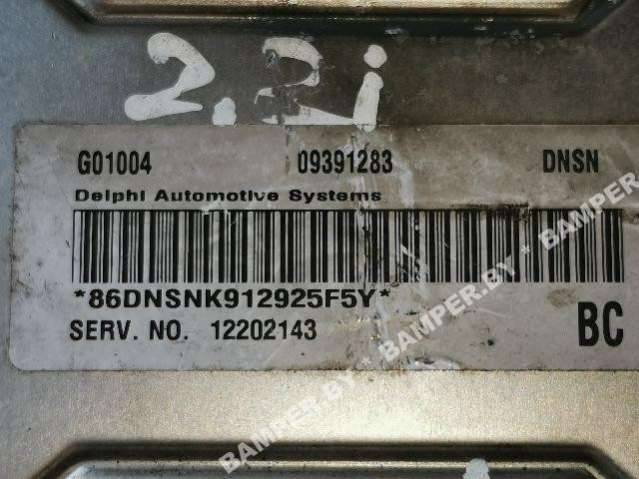 2.2i
G01004 09391283 DNSN
Delphi Automotive Systems
*86DNSNK912925F5Y*
SERV. NO. 12202143 BC
BAMPER.BY * BAMPER.BY * BAMPER.BY